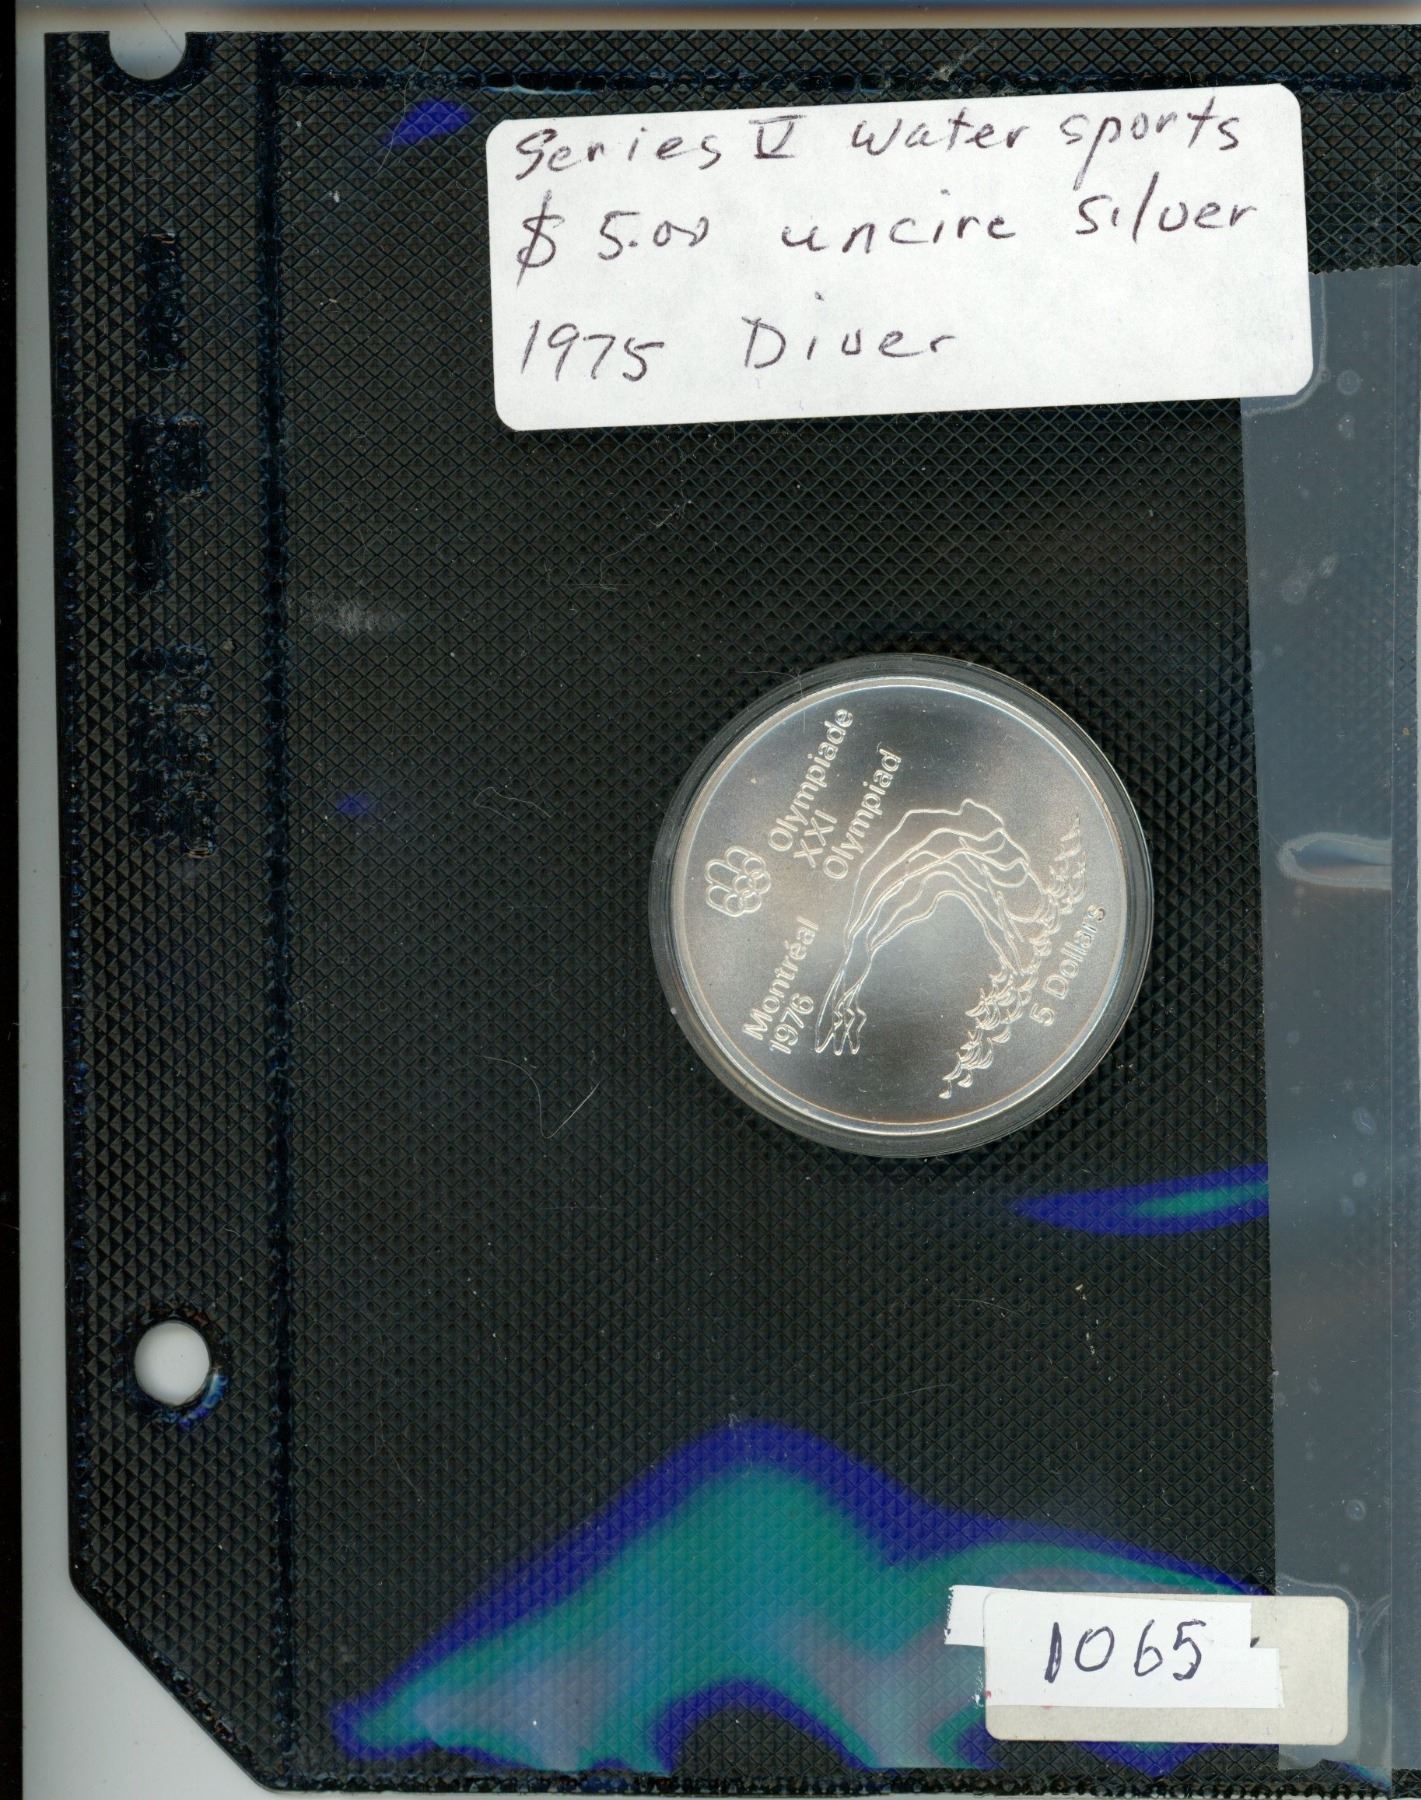 Series V water sports
$ 5.00 uncirc silver
1975 Diver
Olympiade
XXI
Olympiad
Montréal
1976
5 Dollars
1065